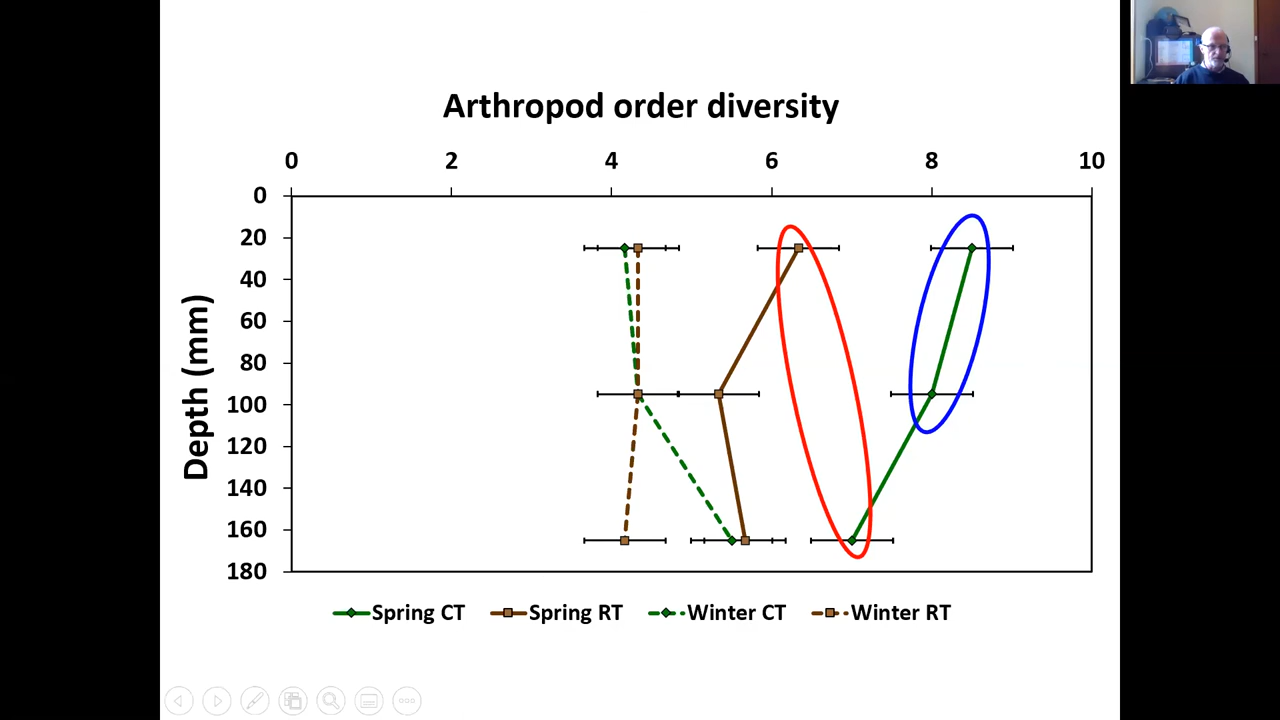 Arthropod order diversity
0 2 4 6 8 10
0
20
40
60
80
100
120
140
160
180
Depth (mm)
Spring CT Spring RT Winter CT Winter RT